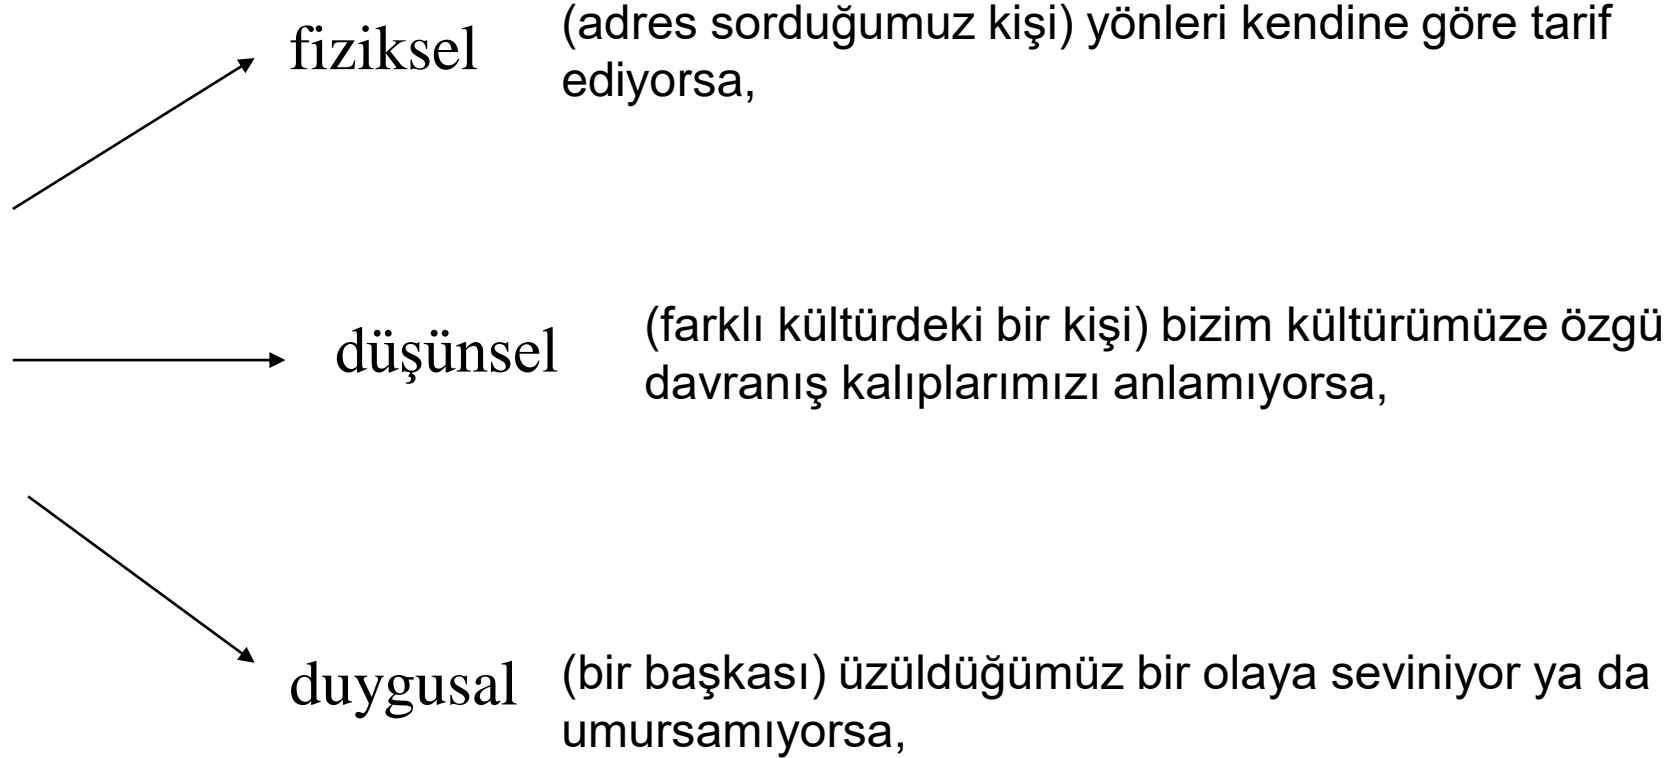 fiziksel
(adres sorduğumuz kişi) yönleri kendine göre tarif
ediyorsa,
düşünsel
(farklı kültürdeki bir kişi) bizim kültürümüze özgü
davranış kalıplarımızı anlamıyorsa,
duygusal
(bir başkası) üzüldüğümüz bir olaya seviniyor ya da
umursamıyorsa,